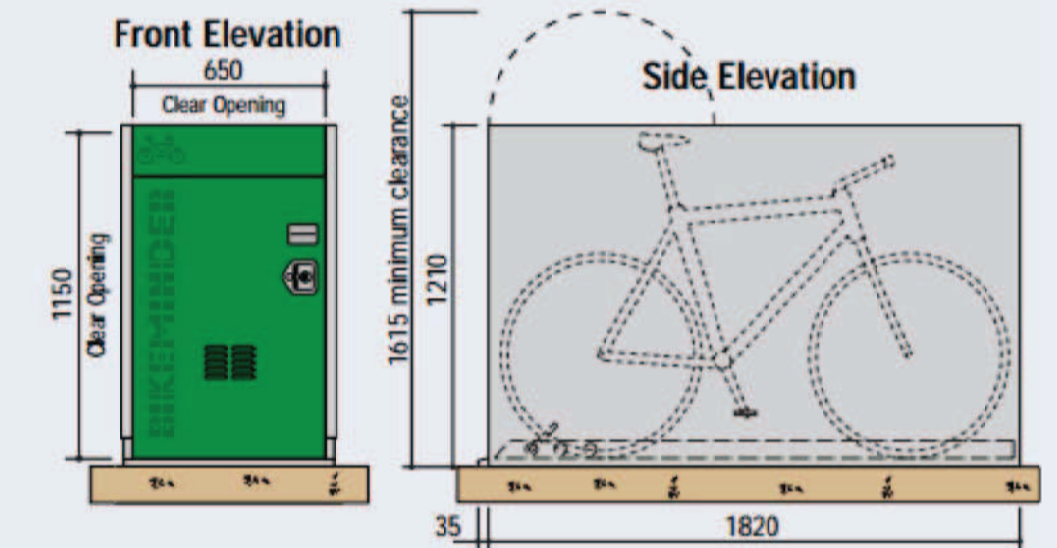 Front Elevation
650
Clear Opening
1150
Clear Opening
BIKEMINDER
1615 minimum clearance
1210
Side Elevation
35
1820